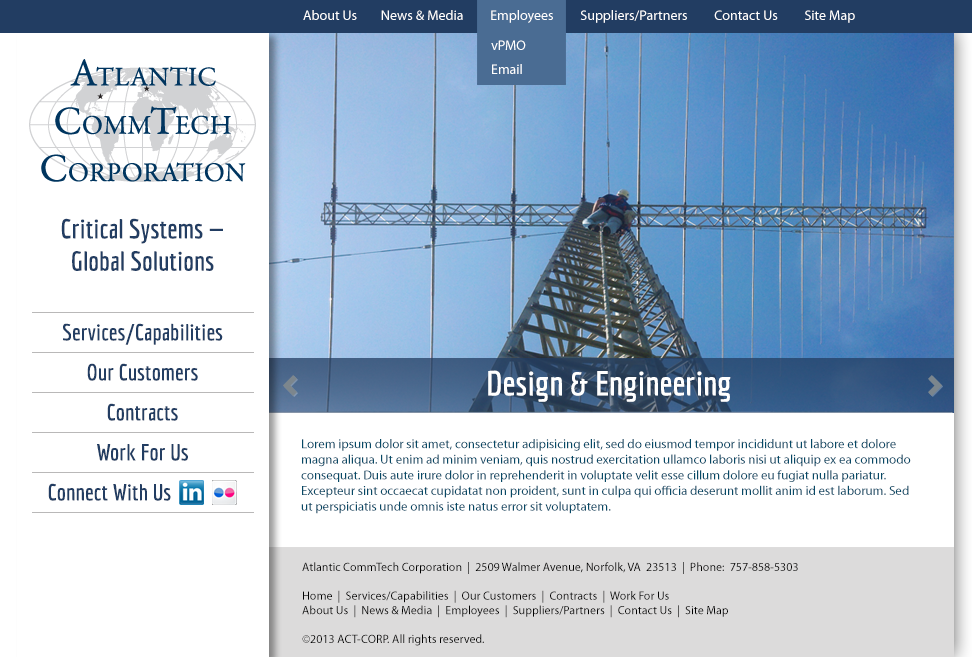 About Us News & Media Employees Suppliers/Partners Contact Us Site Map
vPMO
Email
ATLANTIC
COMMTECH
CORPORATION
Critical Systems –
Global Solutions
Services/Capabilities
Our Customers
Contracts
Work For Us
Connect With Us in
Design & Engineering
Lorem ipsum dolor sit amet, consectetur adipisicing elit, sed do eiusmod tempor incididunt ut labore et dolore
magna aliqua. Ut enim ad minim veniam, quis nostrud exercitation ullamco laboris nisi ut aliquip ex ea commodo
consequat. Duis aute irure dolor in reprehenderit in voluptate velit esse cillum dolore eu fugiat nulla pariatur.
Excepteur sint occaecat cupidatat non proident, sunt in culpa qui officia deserunt mollit anim id est laborum. Sed
ut perspiciatis unde omnis iste natus error sit voluptatem.
Atlantic CommTech Corporation | 2509 Walmer Avenue, Norfolk, VA 23513 | Phone: 757-858-5303
Home | Services/Capabilities | Our Customers | Contracts | Work For Us
About Us | News & Media | Employees | Suppliers/Partners | Contact Us | Site Map
©2013 ACT-CORP. All rights reserved.